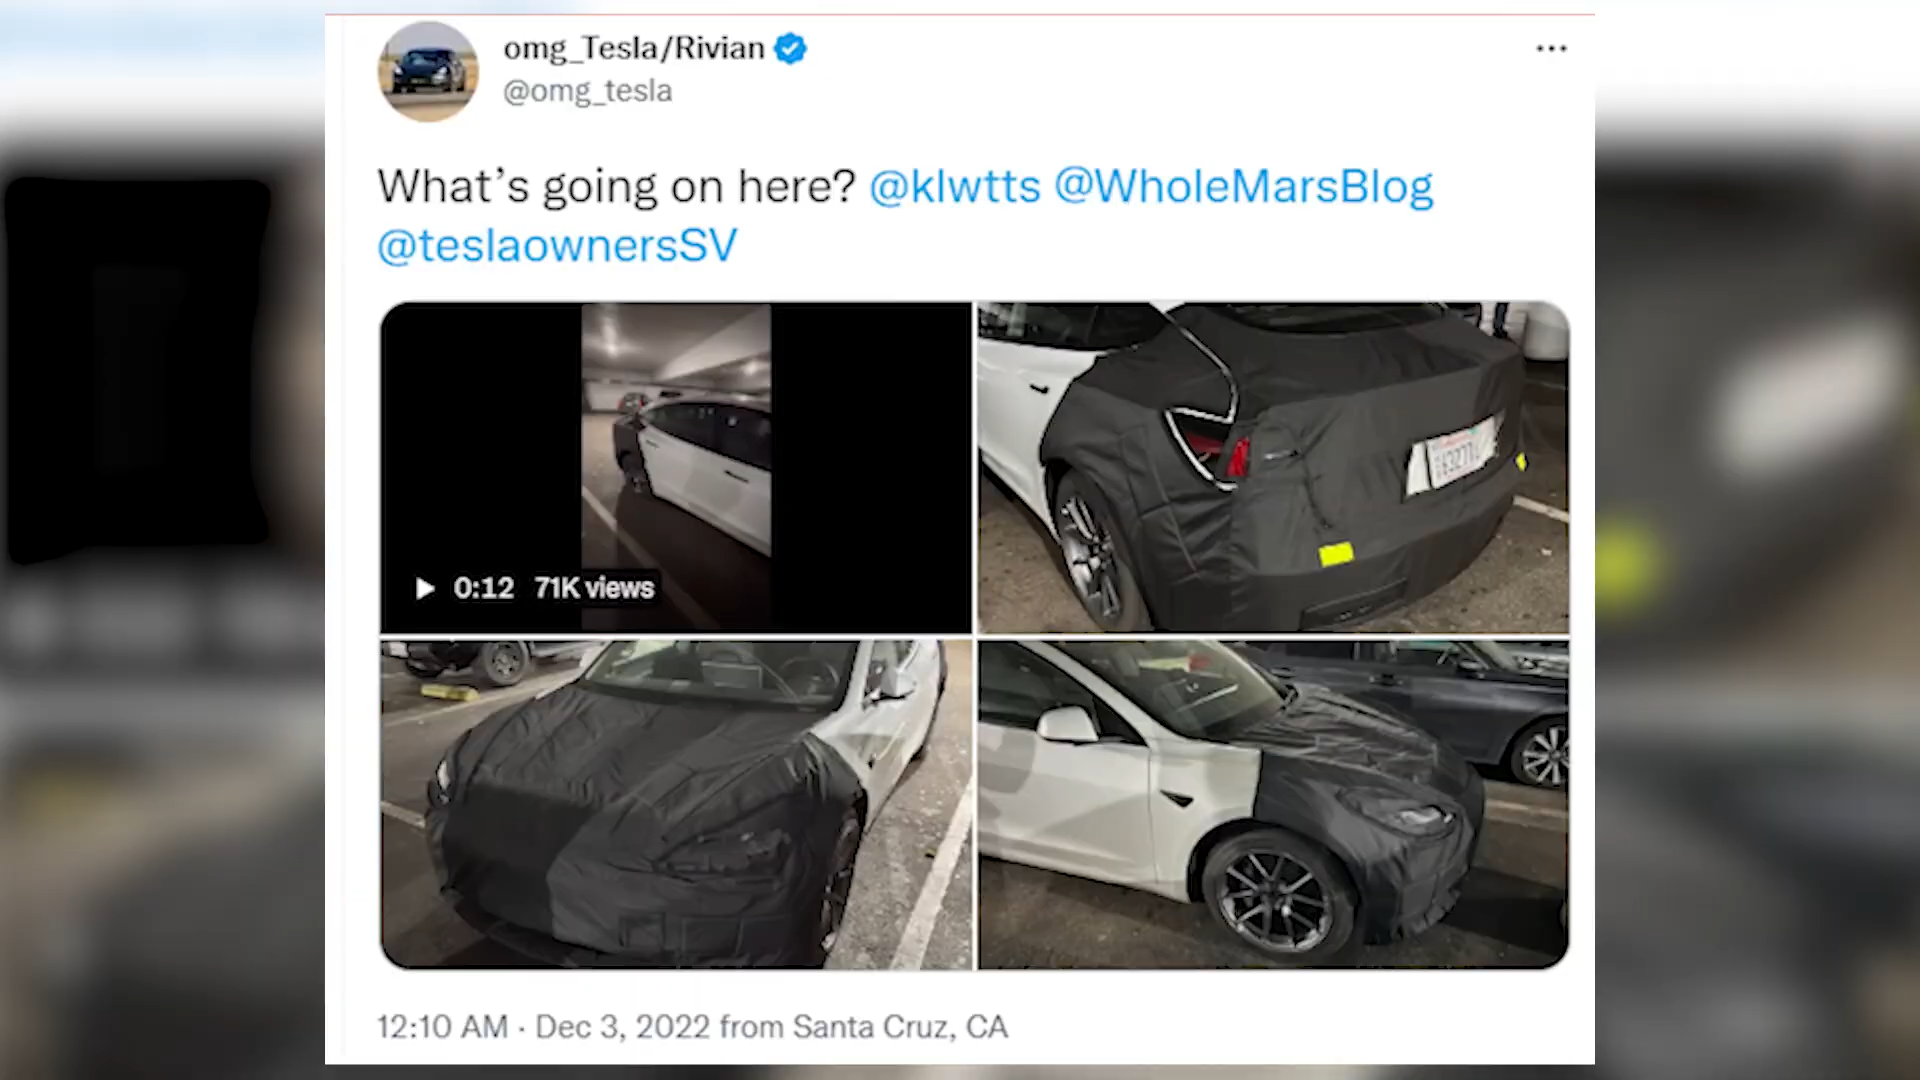 omg_Tesla/Rivian
@omg_tesla
What's going on here? @klwtts @WholeMarsBlog
@teslaownersSV
0:12 71K views
12:10 AM · Dec 3, 2022 from Santa Cruz, CA